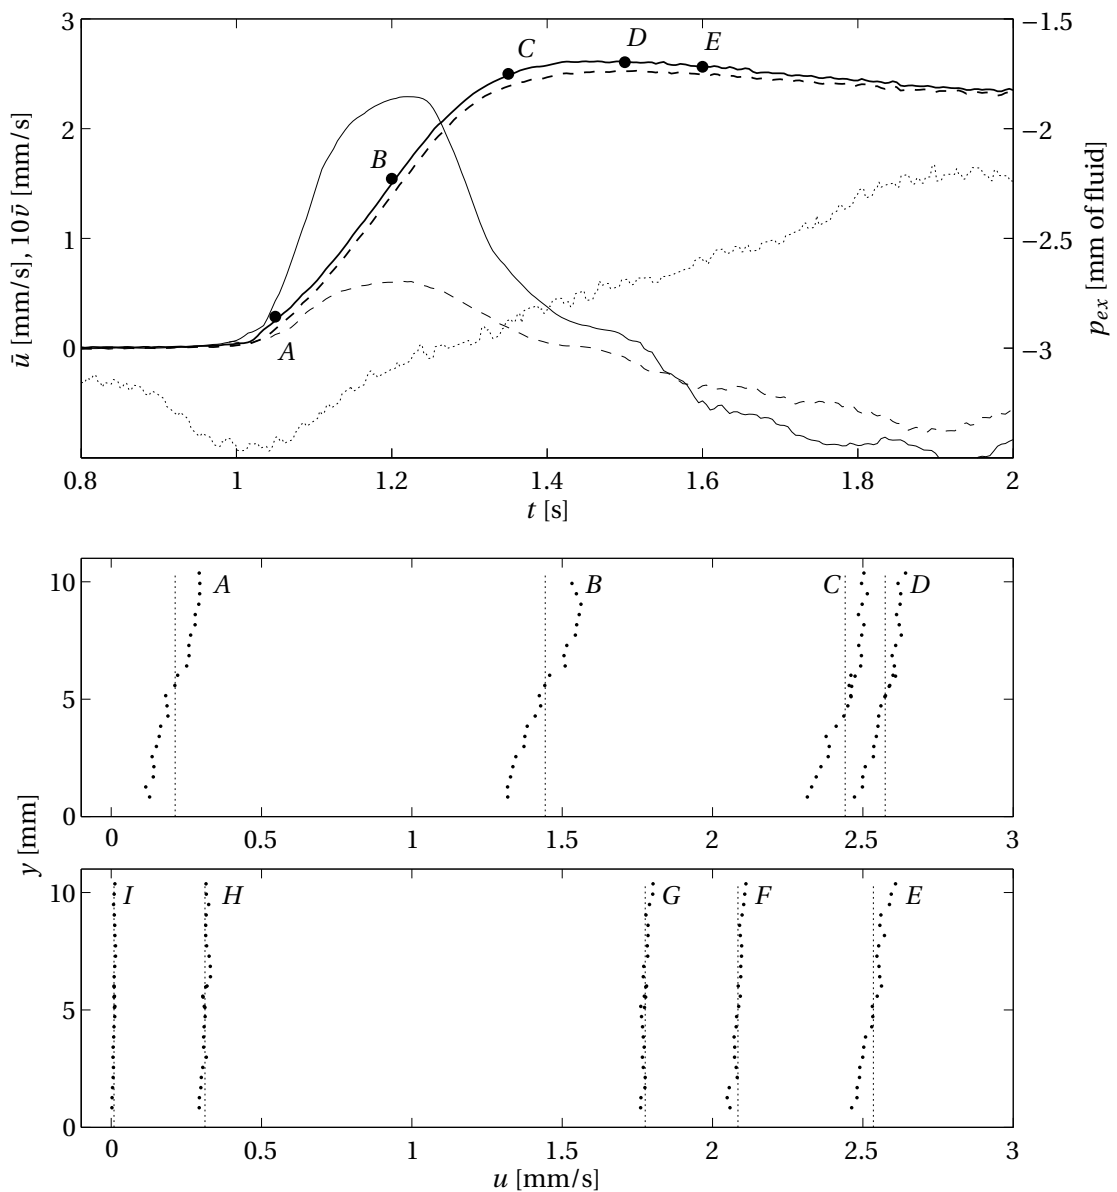 3
2
1
0
ū [mm/s], 10v̄ [mm/s]
−1.5
−2
−2.5
−3
p_ex [mm of fluid]
A
B
C
D
E
0.8
1
1.2
1.4
1.6
1.8
2
t [s]
10
5
0
A
B
C
D
0
0.5
1
1.5
2
2.5
3
y [mm]
10
5
0
I
H
G
F
E
0
0.5
1
1.5
2
2.5
3
u [mm/s]